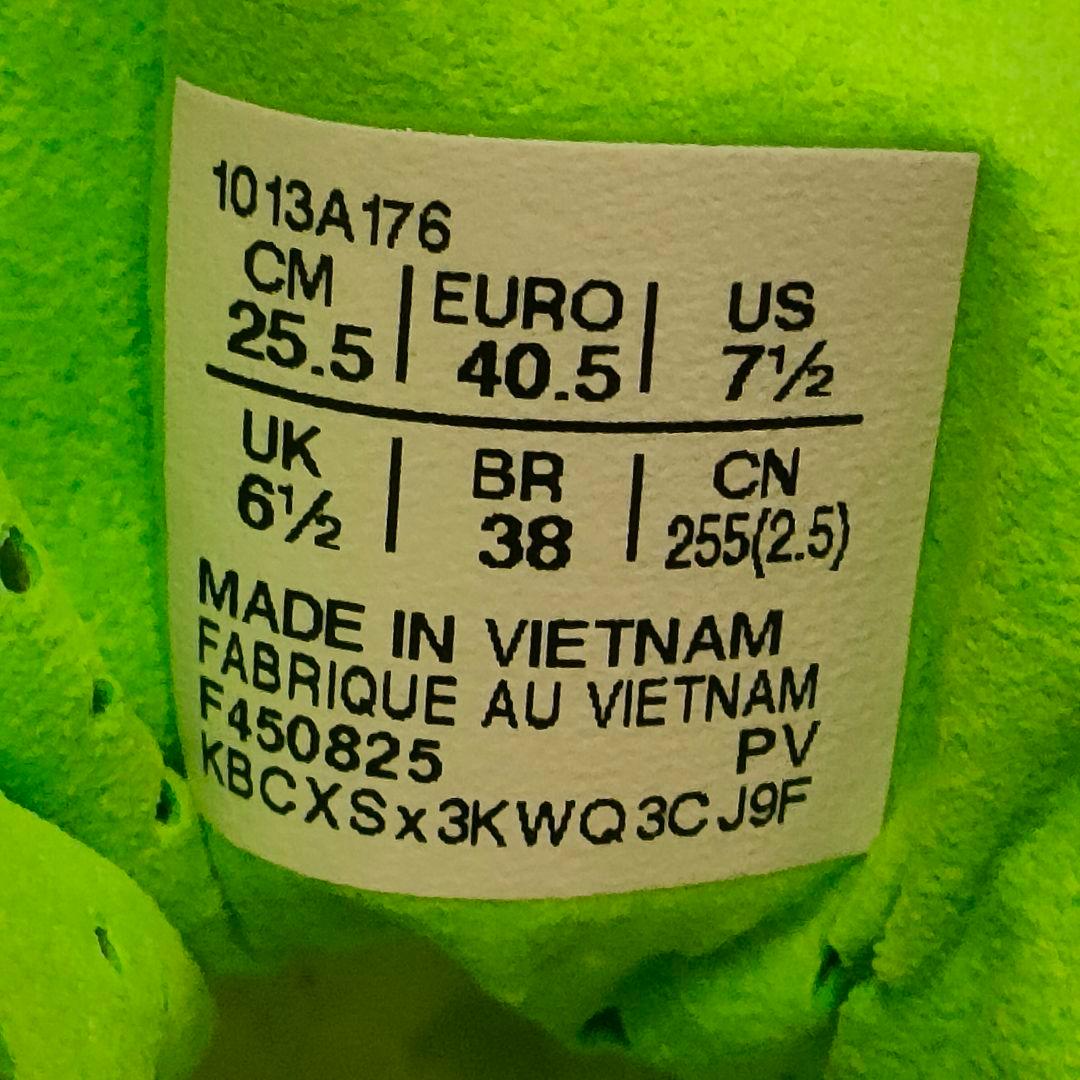 1013A176
CM | EURO | US
25.5 | 40.5 | 7½
UK | BR | CN
6½ | 38 | 255(2.5)
MADE IN VIETNAM
FABRIQUE AU VIETNAM
F450825 PV
KBCXSx3KWQ3CJ9F